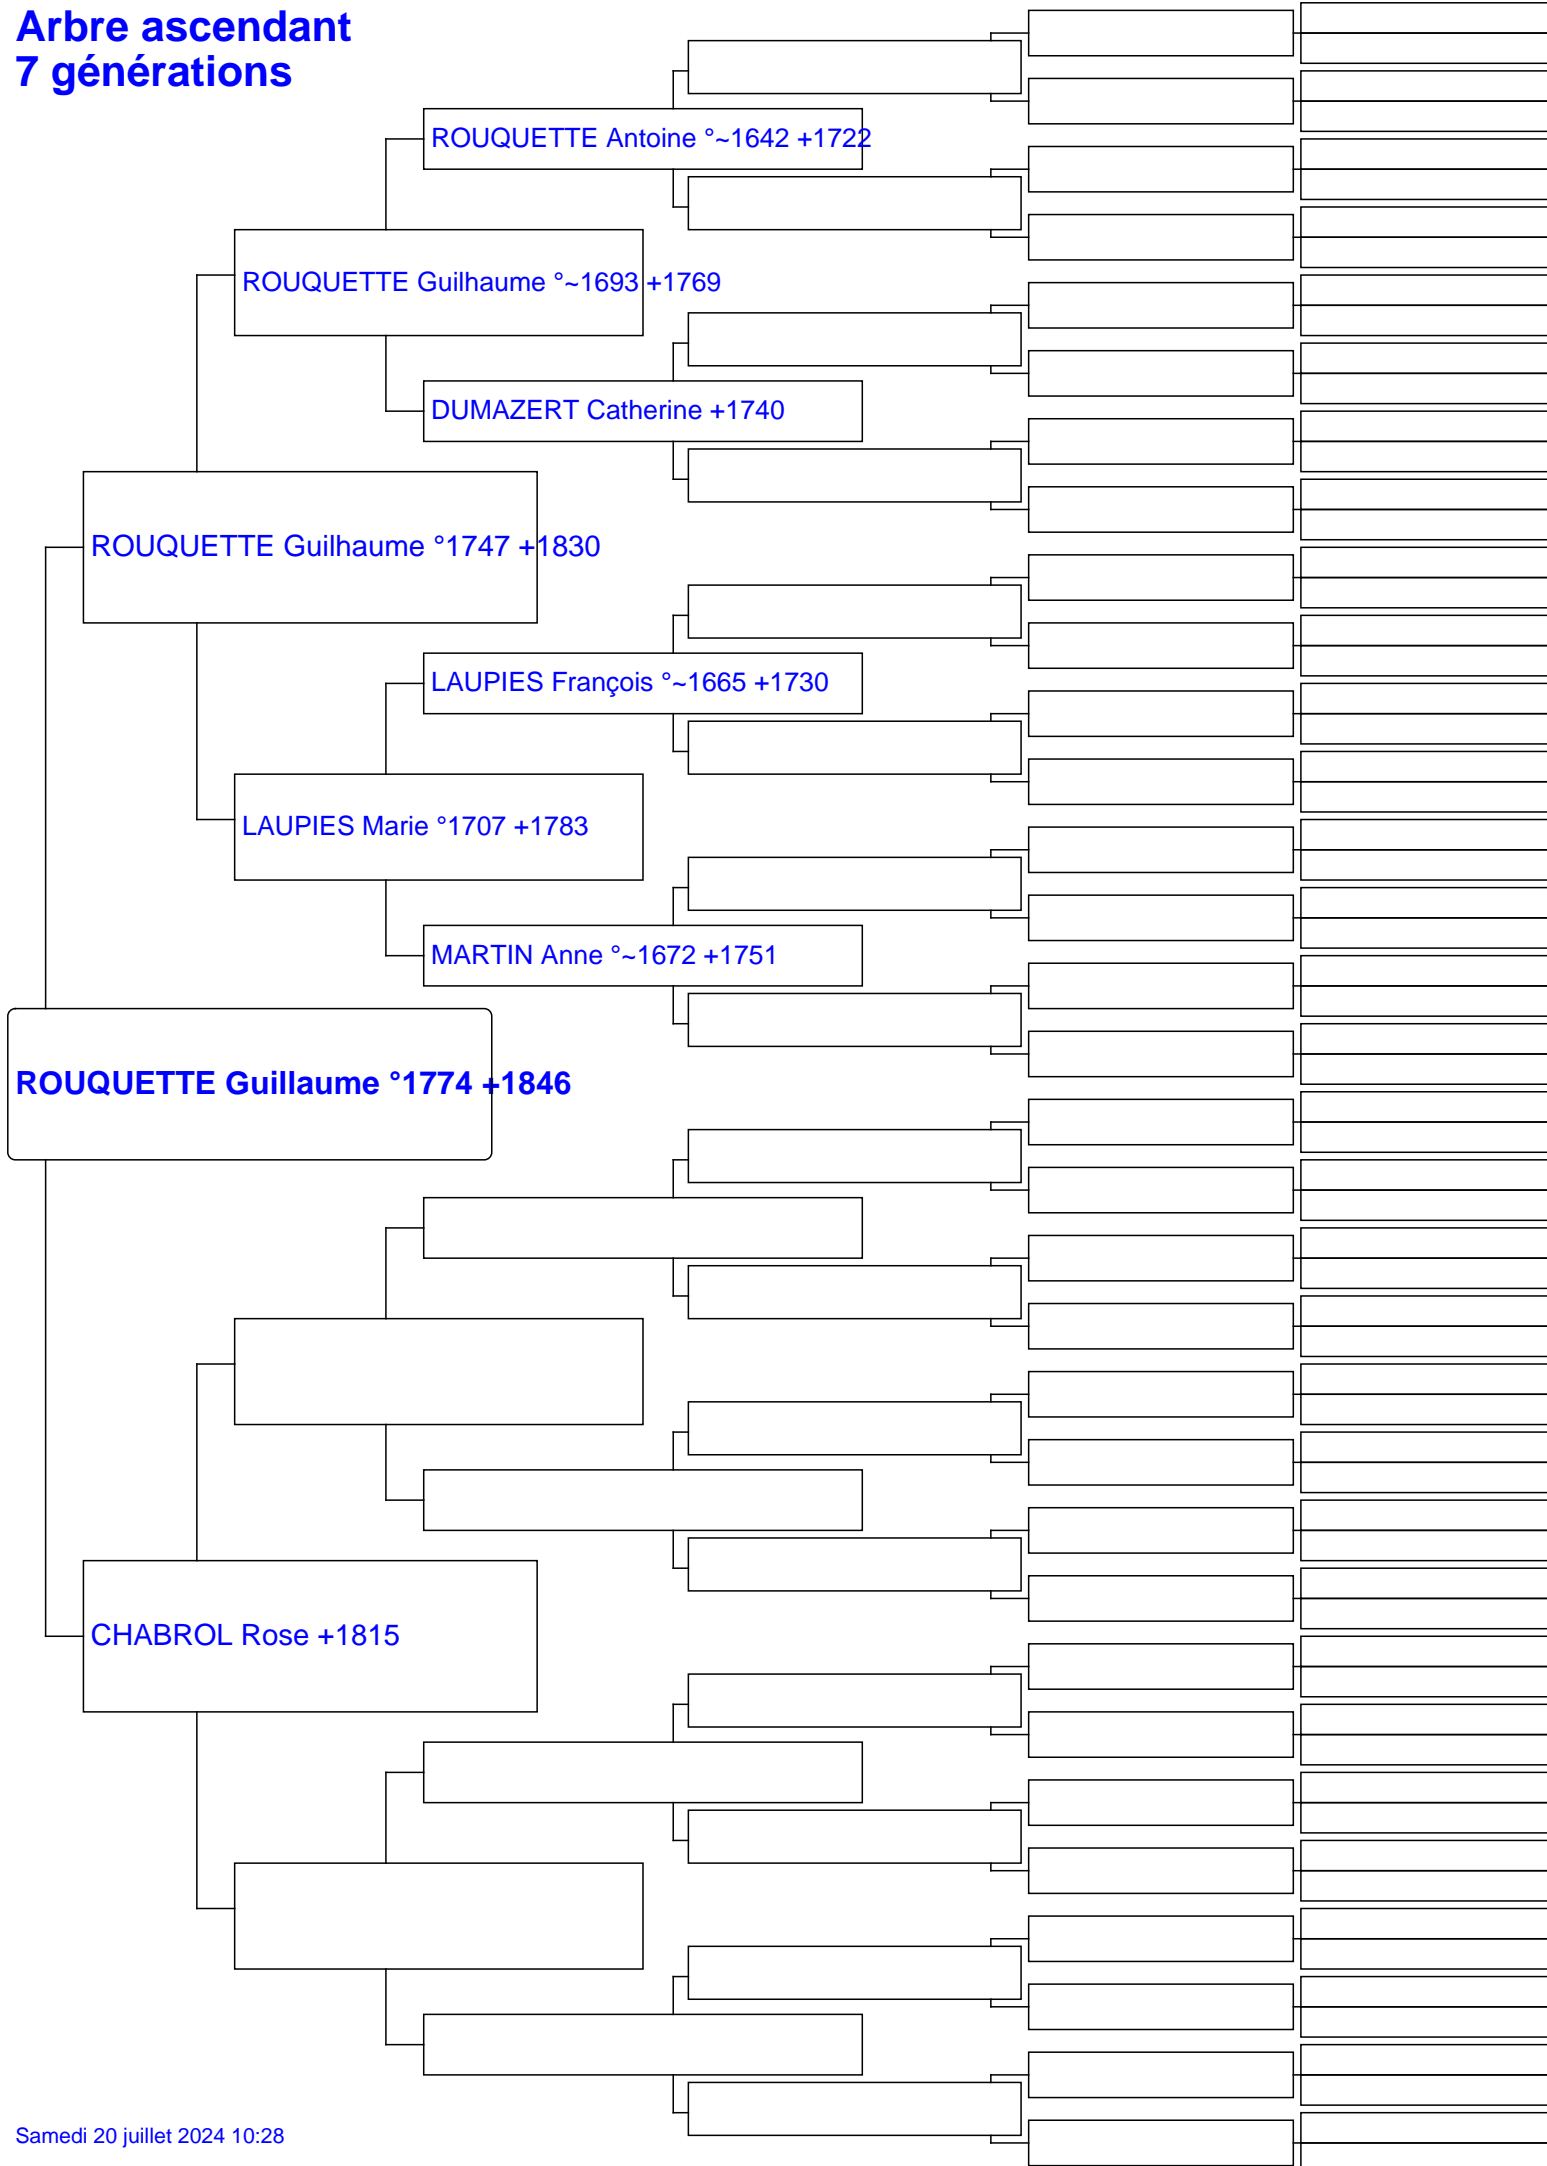 Arbre ascendant
7 générations
ROUQUETTE Antoine °~1642 +1722
ROUQUETTE Guilhaume °~1693 +1769
DUMAZERT Catherine +1740
ROUQUETTE Guilhaume °1747 +1830
LAUPIES François °~1665 +1730
LAUPIES Marie °1707 +1783
MARTIN Anne °~1672 +1751
ROUQUETTE Guillaume °1774 +1846
CHABROL Rose +1815
Samedi 20 juillet 2024 10:28